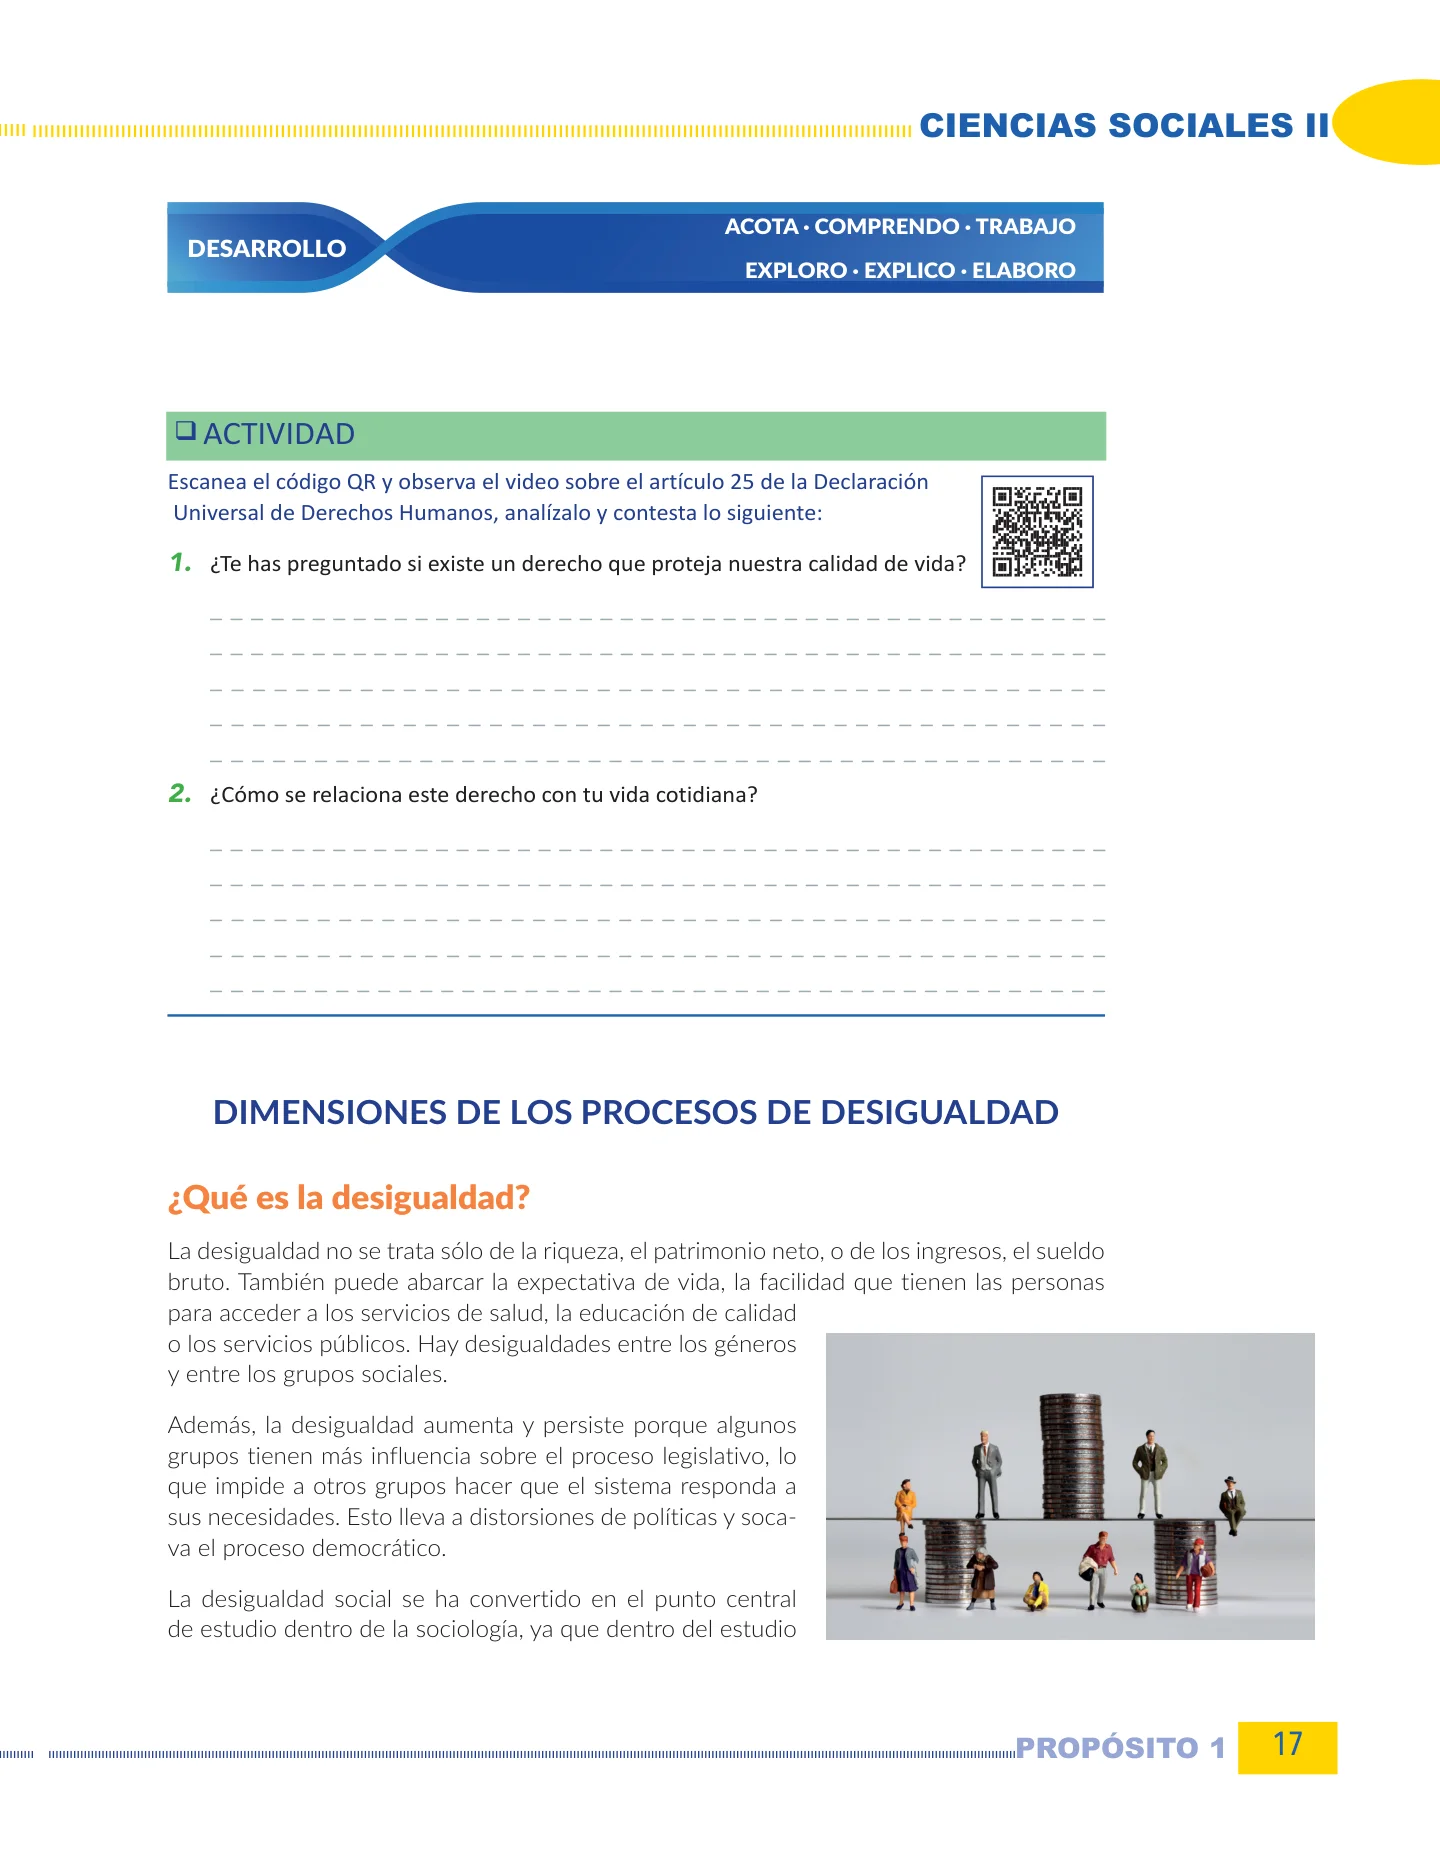 CIENCIAS SOCIALES II
DESARROLLO
ACOTA · COMPRENDO · TRABAJO
EXPLORO · EXPLICO · ELABORO
❑ ACTIVIDAD
Escanea el código QR y observa el video sobre el artículo 25 de la Declaración
Universal de Derechos Humanos, analízalo y contesta lo siguiente:
1. ¿Te has preguntado si existe un derecho que proteja nuestra calidad de vida?
2. ¿Cómo se relaciona este derecho con tu vida cotidiana?
DIMENSIONES DE LOS PROCESOS DE DESIGUALDAD
¿Qué es la desigualdad?
La desigualdad no se trata sólo de la riqueza, el patrimonio neto, o de los ingresos, el sueldo
bruto. También puede abarcar la expectativa de vida, la facilidad que tienen las personas
para acceder a los servicios de salud, la educación de calidad
o los servicios públicos. Hay desigualdades entre los géneros
y entre los grupos sociales.
Además, la desigualdad aumenta y persiste porque algunos
grupos tienen más influencia sobre el proceso legislativo, lo
que impide a otros grupos hacer que el sistema responda a
sus necesidades. Esto lleva a distorsiones de políticas y soca-
va el proceso democrático.
La desigualdad social se ha convertido en el punto central
de estudio dentro de la sociología, ya que dentro del estudio
PROPÓSITO 1
17